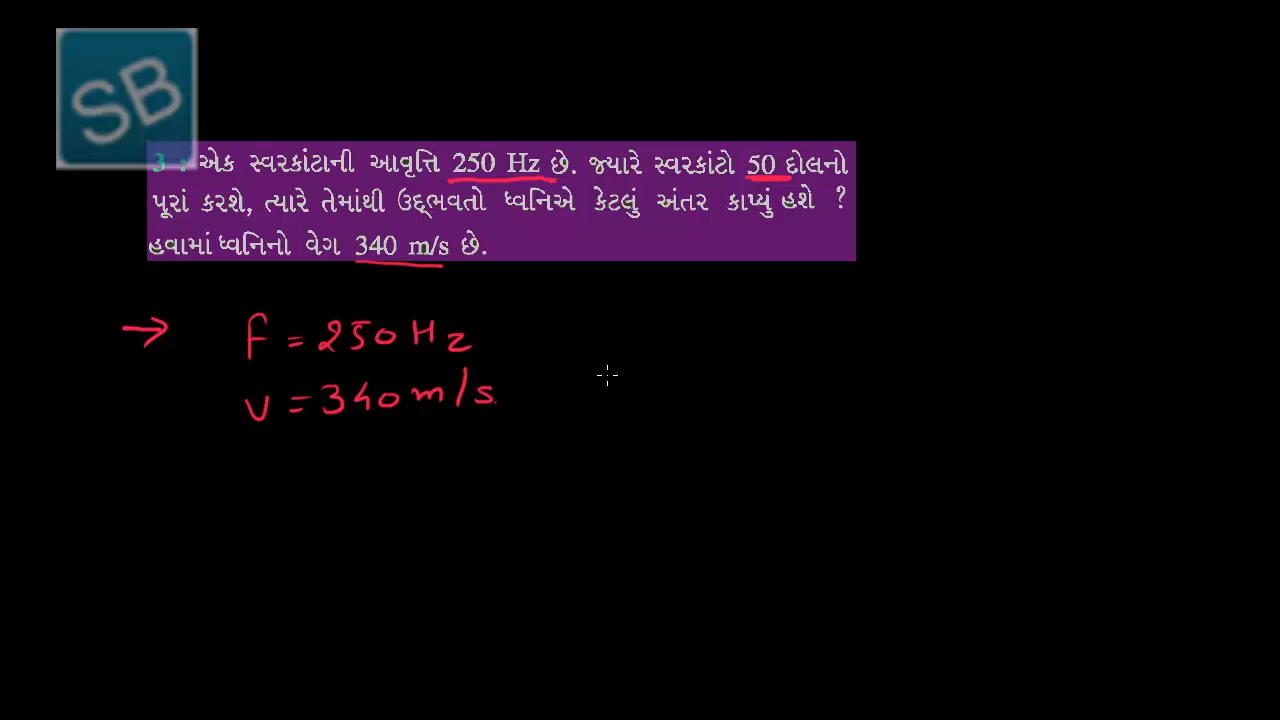 SB
3 : એક સ્વરકાંટાની આવૃત્તિ 250 Hz છે. જ્યારે સ્વરકાંટો 50 દોલનો
પૂરાં કરશે, ત્યારે તેમાંથી ઉદ્ભવતો ધ્વનિએ કેટલું અંતર કાપ્યું હશે ?
હવામાં ધ્વનિનો વેગ 340 m/s છે.
→ f = 250 Hz
v = 340 m/s.